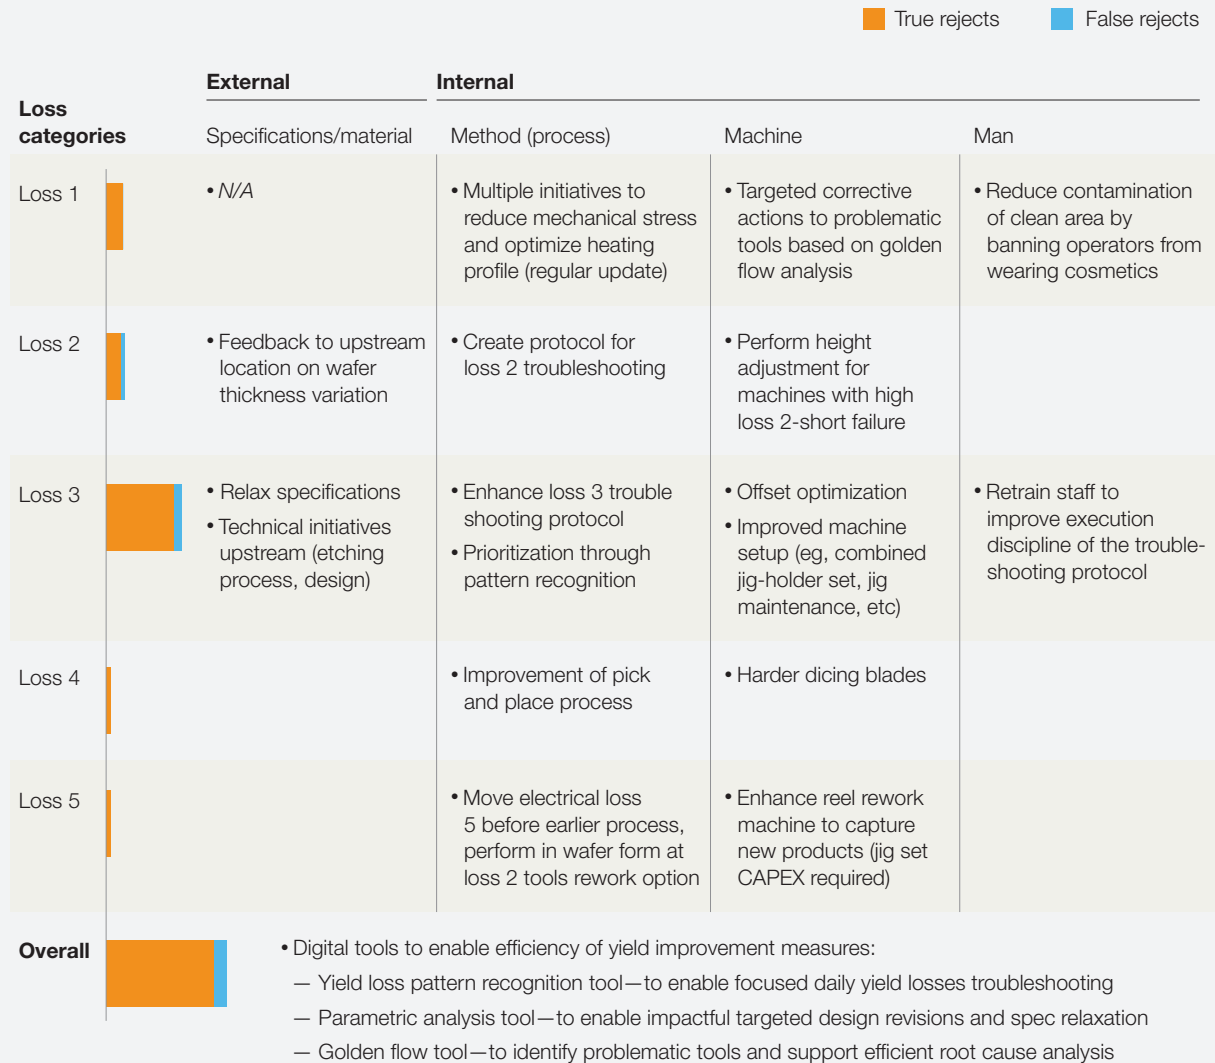 True rejects
False rejects
External
Internal
Loss
categories
Specifications/material
Method (process)
Machine
Man
Loss 1
• N/A
• Multiple initiatives to
reduce mechanical stress
and optimize heating
profile (regular update)
• Targeted corrective
actions to problematic
tools based on golden
flow analysis
• Reduce contamination
of clean area by
banning operators from
wearing cosmetics
Loss 2
• Feedback to upstream
location on wafer
thickness variation
• Create protocol for
loss 2 troubleshooting
• Perform height
adjustment for
machines with high
loss 2-short failure
Loss 3
• Relax specifications
• Technical initiatives
upstream (etching
process, design)
• Enhance loss 3 trouble
shooting protocol
• Prioritization through
pattern recognition
• Offset optimization
• Improved machine
setup (eg, combined
jig-holder set, jig
maintenance, etc)
• Retrain staff to
improve execution
discipline of the trouble-
shooting protocol
Loss 4
• Improvement of pick
and place process
• Harder dicing blades
Loss 5
• Move electrical loss
5 before earlier process,
perform in wafer form at
loss 2 tools rework option
• Enhance reel rework
machine to capture
new products (jig set
CAPEX required)
Overall
• Digital tools to enable efficiency of yield improvement measures:
— Yield loss pattern recognition tool—to enable focused daily yield losses troubleshooting
— Parametric analysis tool—to enable impactful targeted design revisions and spec relaxation
— Golden flow tool—to identify problematic tools and support efficient root cause analysis